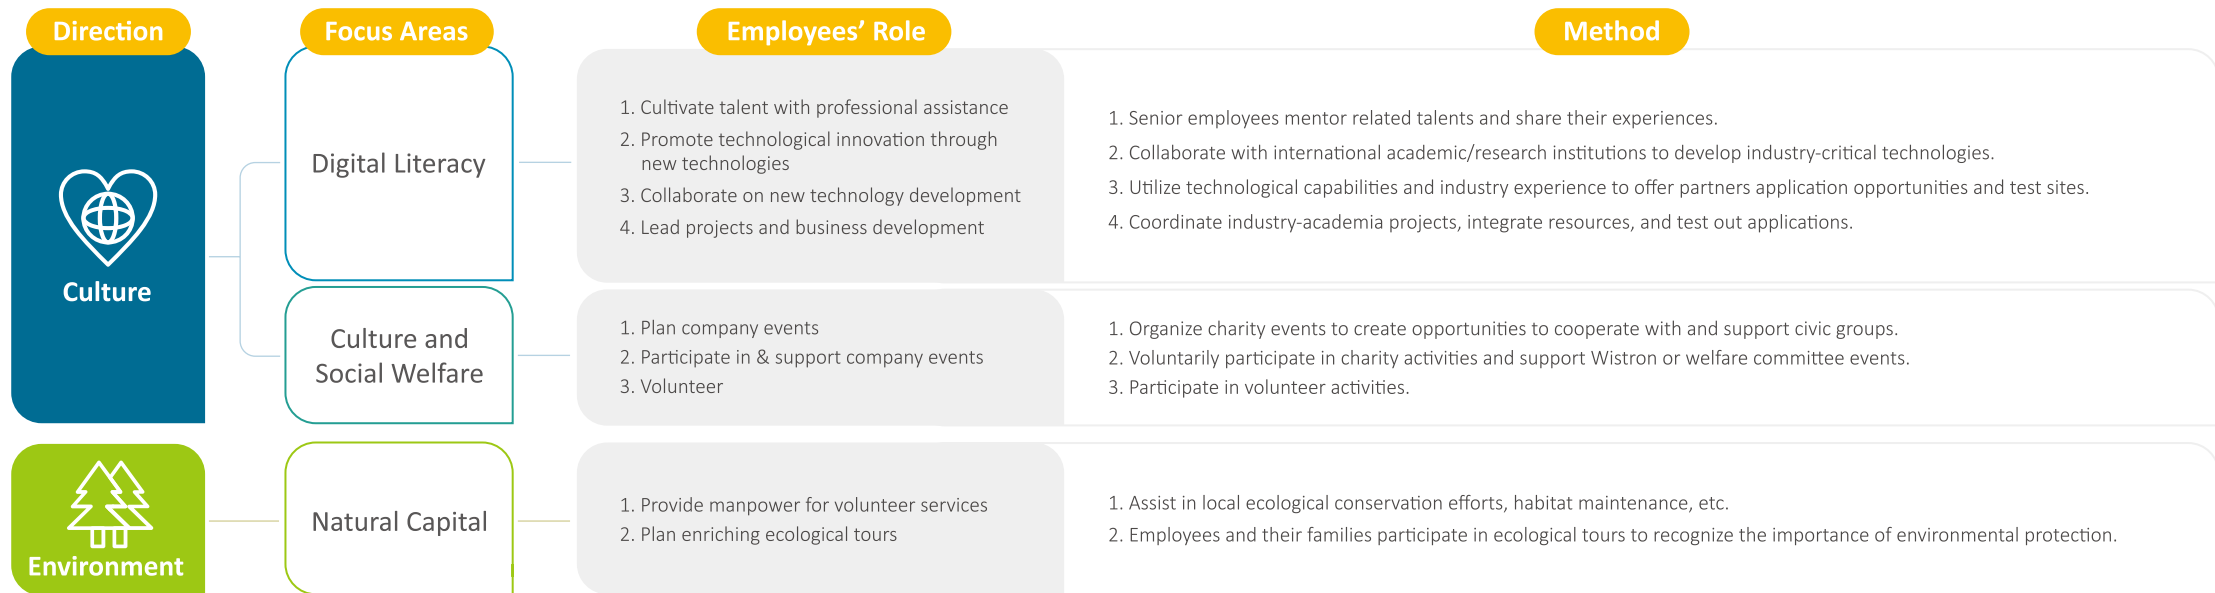 Direction
Focus Areas
Employees' Role
Method
Culture
Digital Literacy
1. Cultivate talent with professional assistance
2. Promote technological innovation through
new technologies
3. Collaborate on new technology development
4. Lead projects and business development
1. Senior employees mentor related talents and share their experiences.
2. Collaborate with international academic/research institutions to develop industry-critical technologies.
3. Utilize technological capabilities and industry experience to offer partners application opportunities and test sites.
4. Coordinate industry-academia projects, integrate resources, and test out applications.
Culture and
Social Welfare
1. Plan company events
2. Participate in & support company events
3. Volunteer
1. Organize charity events to create opportunities to cooperate with and support civic groups.
2. Voluntarily participate in charity activities and support Wistron or welfare committee events.
3. Participate in volunteer activities.
Environment
Natural Capital
1. Provide manpower for volunteer services
2. Plan enriching ecological tours
1. Assist in local ecological conservation efforts, habitat maintenance, etc.
2. Employees and their families participate in ecological tours to recognize the importance of environmental protection.